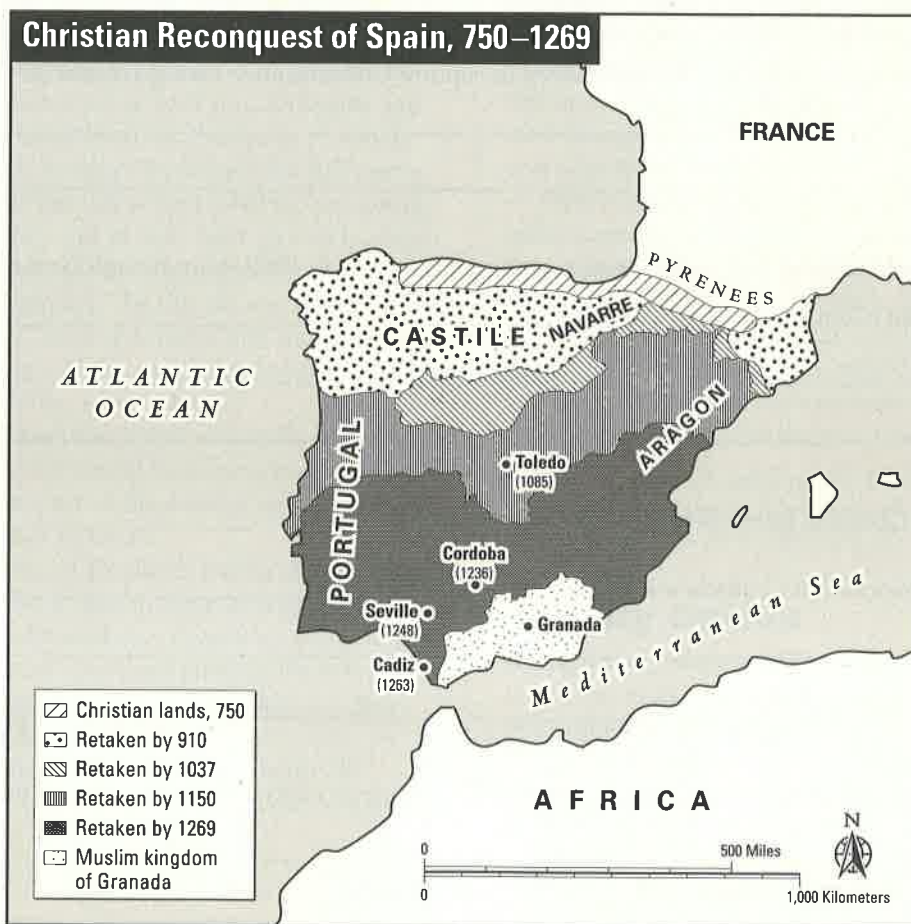 Christian Reconquest of Spain, 750–1269
FRANCE
PYRENEES
CASTILE
NAVARRE
ATLANTIC
OCEAN
ARAGON
PORTUGAL
Toledo
(1085)
Cordoba
(1236)
Seville
(1248)
Granada
Cadiz
(1263)
Mediterranean Sea
Christian lands, 750
Retaken by 910
Retaken by 1037
Retaken by 1150
Retaken by 1269
Muslim kingdom
of Granada
AFRICA
N
0
500 Miles
0
1,000 Kilometers